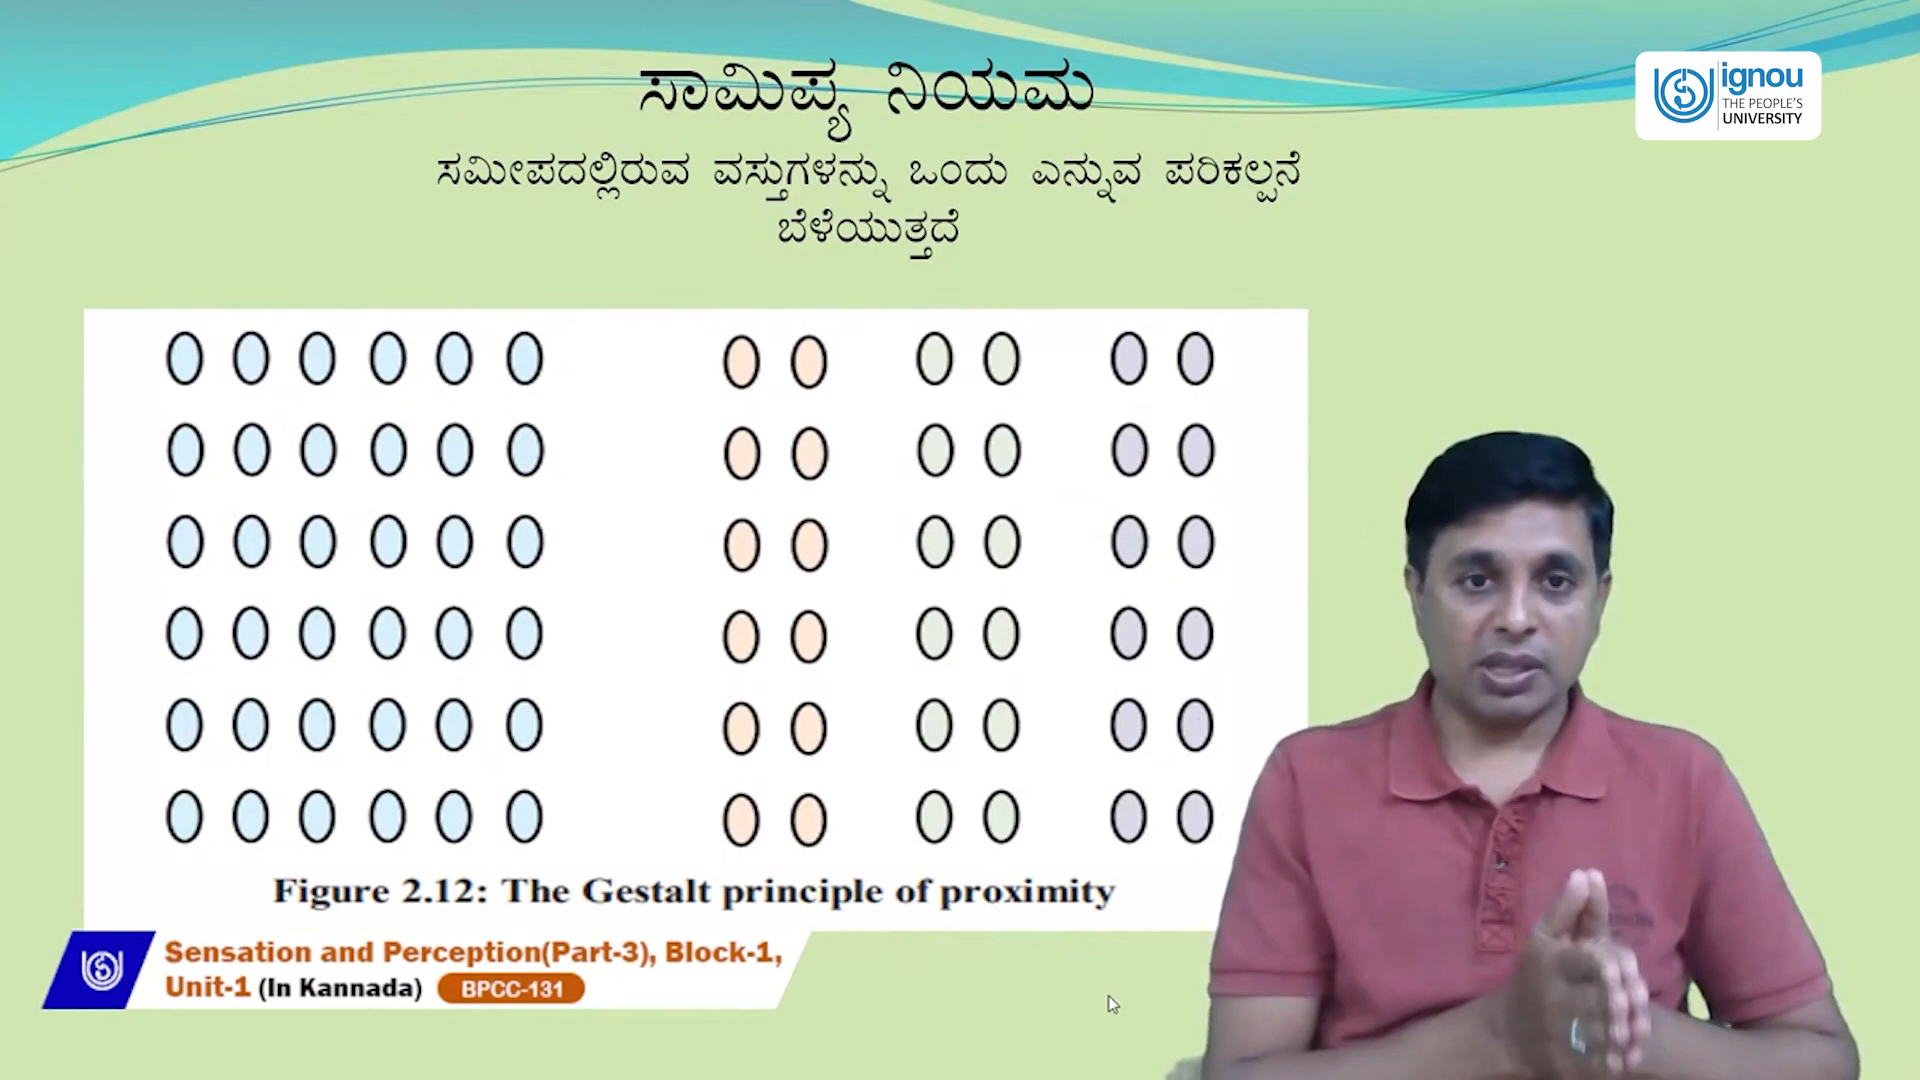 ಸಾಮಿಪ್ಯ ನಿಯಮ
ignou
THE PEOPLE'S
UNIVERSITY
ಸಮೀಪದಲ್ಲಿರುವ ವಸ್ತುಗಳನ್ನು ಒಂದು ಎನ್ನುವ ಪರಿಕಲ್ಪನೆ
ಬೆಳೆಯುತ್ತದೆ
Figure 2.12: The Gestalt principle of proximity
Sensation and Perception(Part-3), Block-1,
Unit-1 (In Kannada) BPCC-131